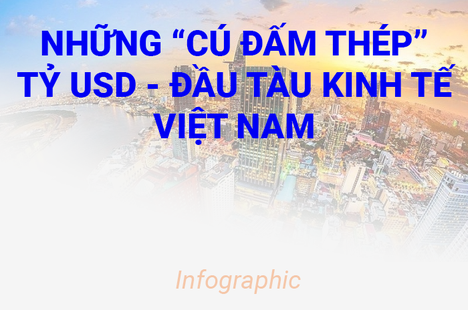 NHỮNG “CÚ ĐẤM THÉP”
TỶ USD - ĐẦU TÀU KINH TẾ
VIỆT NAM
Infographic